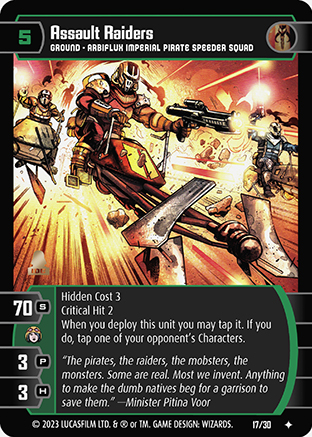 5 Assault Raiders
GROUND - ARBIFLUX IMPERIAL PIRATE SPEEDER SQUAD
70 S
Hidden Cost 3
Critical Hit 2
When you deploy this unit you may tap it. If you
do, tap one of your opponent's Characters.
3 P
3 H
"The pirates, the raiders, the mobsters, the
monsters. Some are real. Most we invent. Anything
to make the dumb natives beg for a garrison to
save them." —Minister Pitina Voor
© 2023 LUCASFILM LTD. & ® or TM. GAME DESIGN: WIZARDS. 17/30